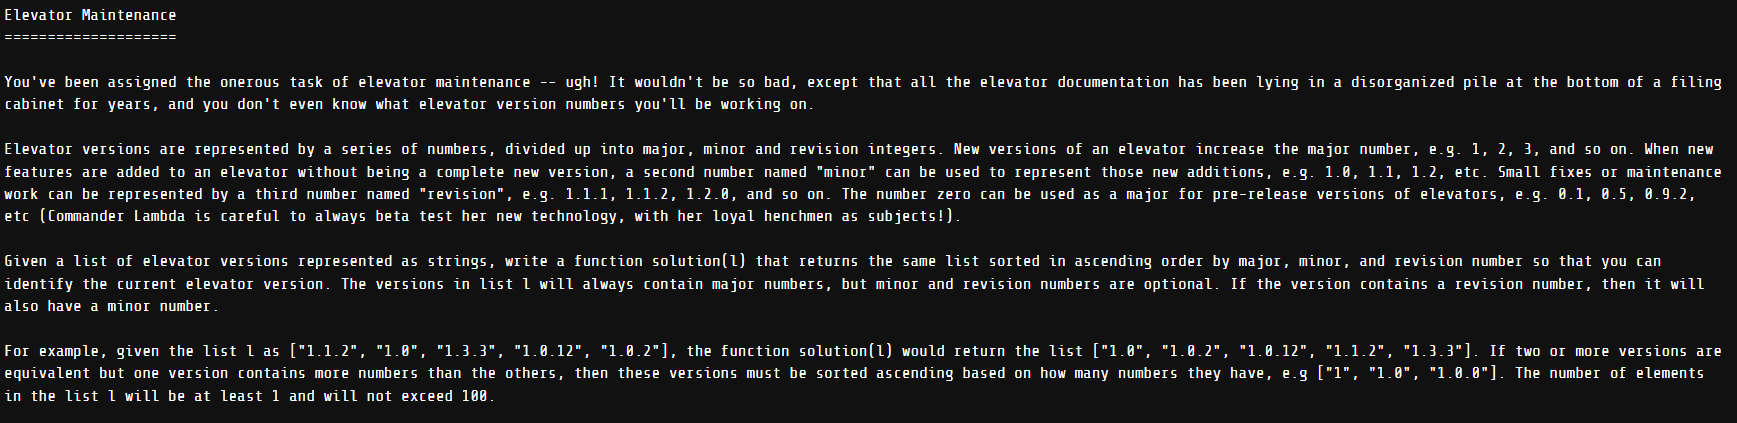 Elevator Maintenance
====================
You've been assigned the onerous task of elevator maintenance -- ugh! It wouldn't be so bad, except that all the elevator documentation has been lying in a disorganized pile at the bottom of a filing
cabinet for years, and you don't even know what elevator version numbers you'll be working on.
Elevator versions are represented by a series of numbers, divided up into major, minor and revision integers. New versions of an elevator increase the major number, e.g. 1, 2, 3, and so on. When new
features are added to an elevator without being a complete new version, a second number named "minor" can be used to represent those new additions, e.g. 1.0, 1.1, 1.2, etc. Small fixes or maintenance
work can be represented by a third number named "revision", e.g. 1.1.1, 1.1.2, 1.2.0, and so on. The number zero can be used as a major for pre-release versions of elevators, e.g. 0.1, 0.5, 0.9.2,
etc (Commander Lambda is careful to always beta test her new technology, with her loyal henchmen as subjects!).
Given a list of elevator versions represented as strings, write a function solution(l) that returns the same list sorted in ascending order by major, minor, and revision number so that you can
identify the current elevator version. The versions in list l will always contain major numbers, but minor and revision numbers are optional. If the version contains a revision number, then it will
also have a minor number.
For example, given the list l as ["1.1.2", "1.0", "1.3.3", "1.0.12", "1.0.2"], the function solution(l) would return the list ["1.0", "1.0.2", "1.0.12", "1.1.2", "1.3.3"]. If two or more versions are
equivalent but one version contains more numbers than the others, then these versions must be sorted ascending based on how many numbers they have, e.g ["1", "1.0", "1.0.0"]. The number of elements
in the list l will be at least 1 and will not exceed 100.